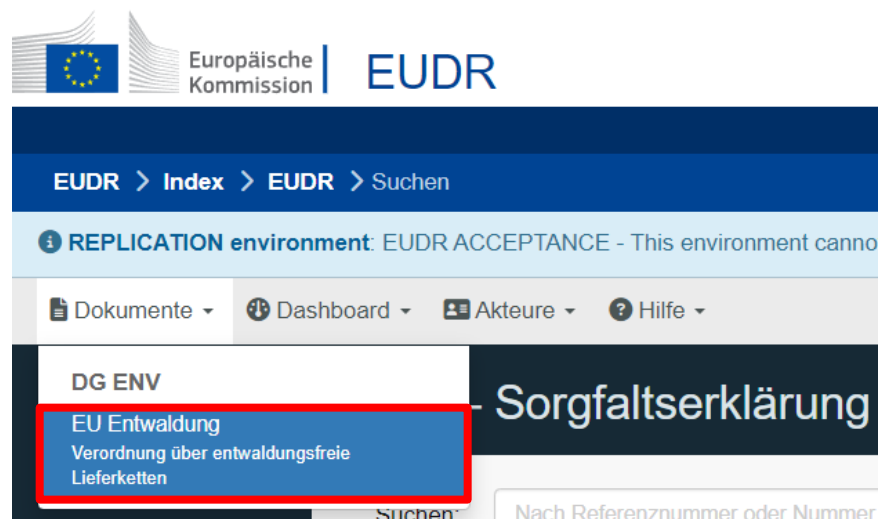 Europäische
Kommission
EUDR
EUDR > Index > EUDR > Suchen
REPLICATION environment: EUDR ACCEPTANCE - This environment canno
Dokumente Dashboard Akteure Hilfe
DG ENV
- Sorgfaltserklärung
EU Entwaldung
Verordnung über entwaldungsfreie
Lieferketten
Suchen: Nach Referenznummer oder Nummer